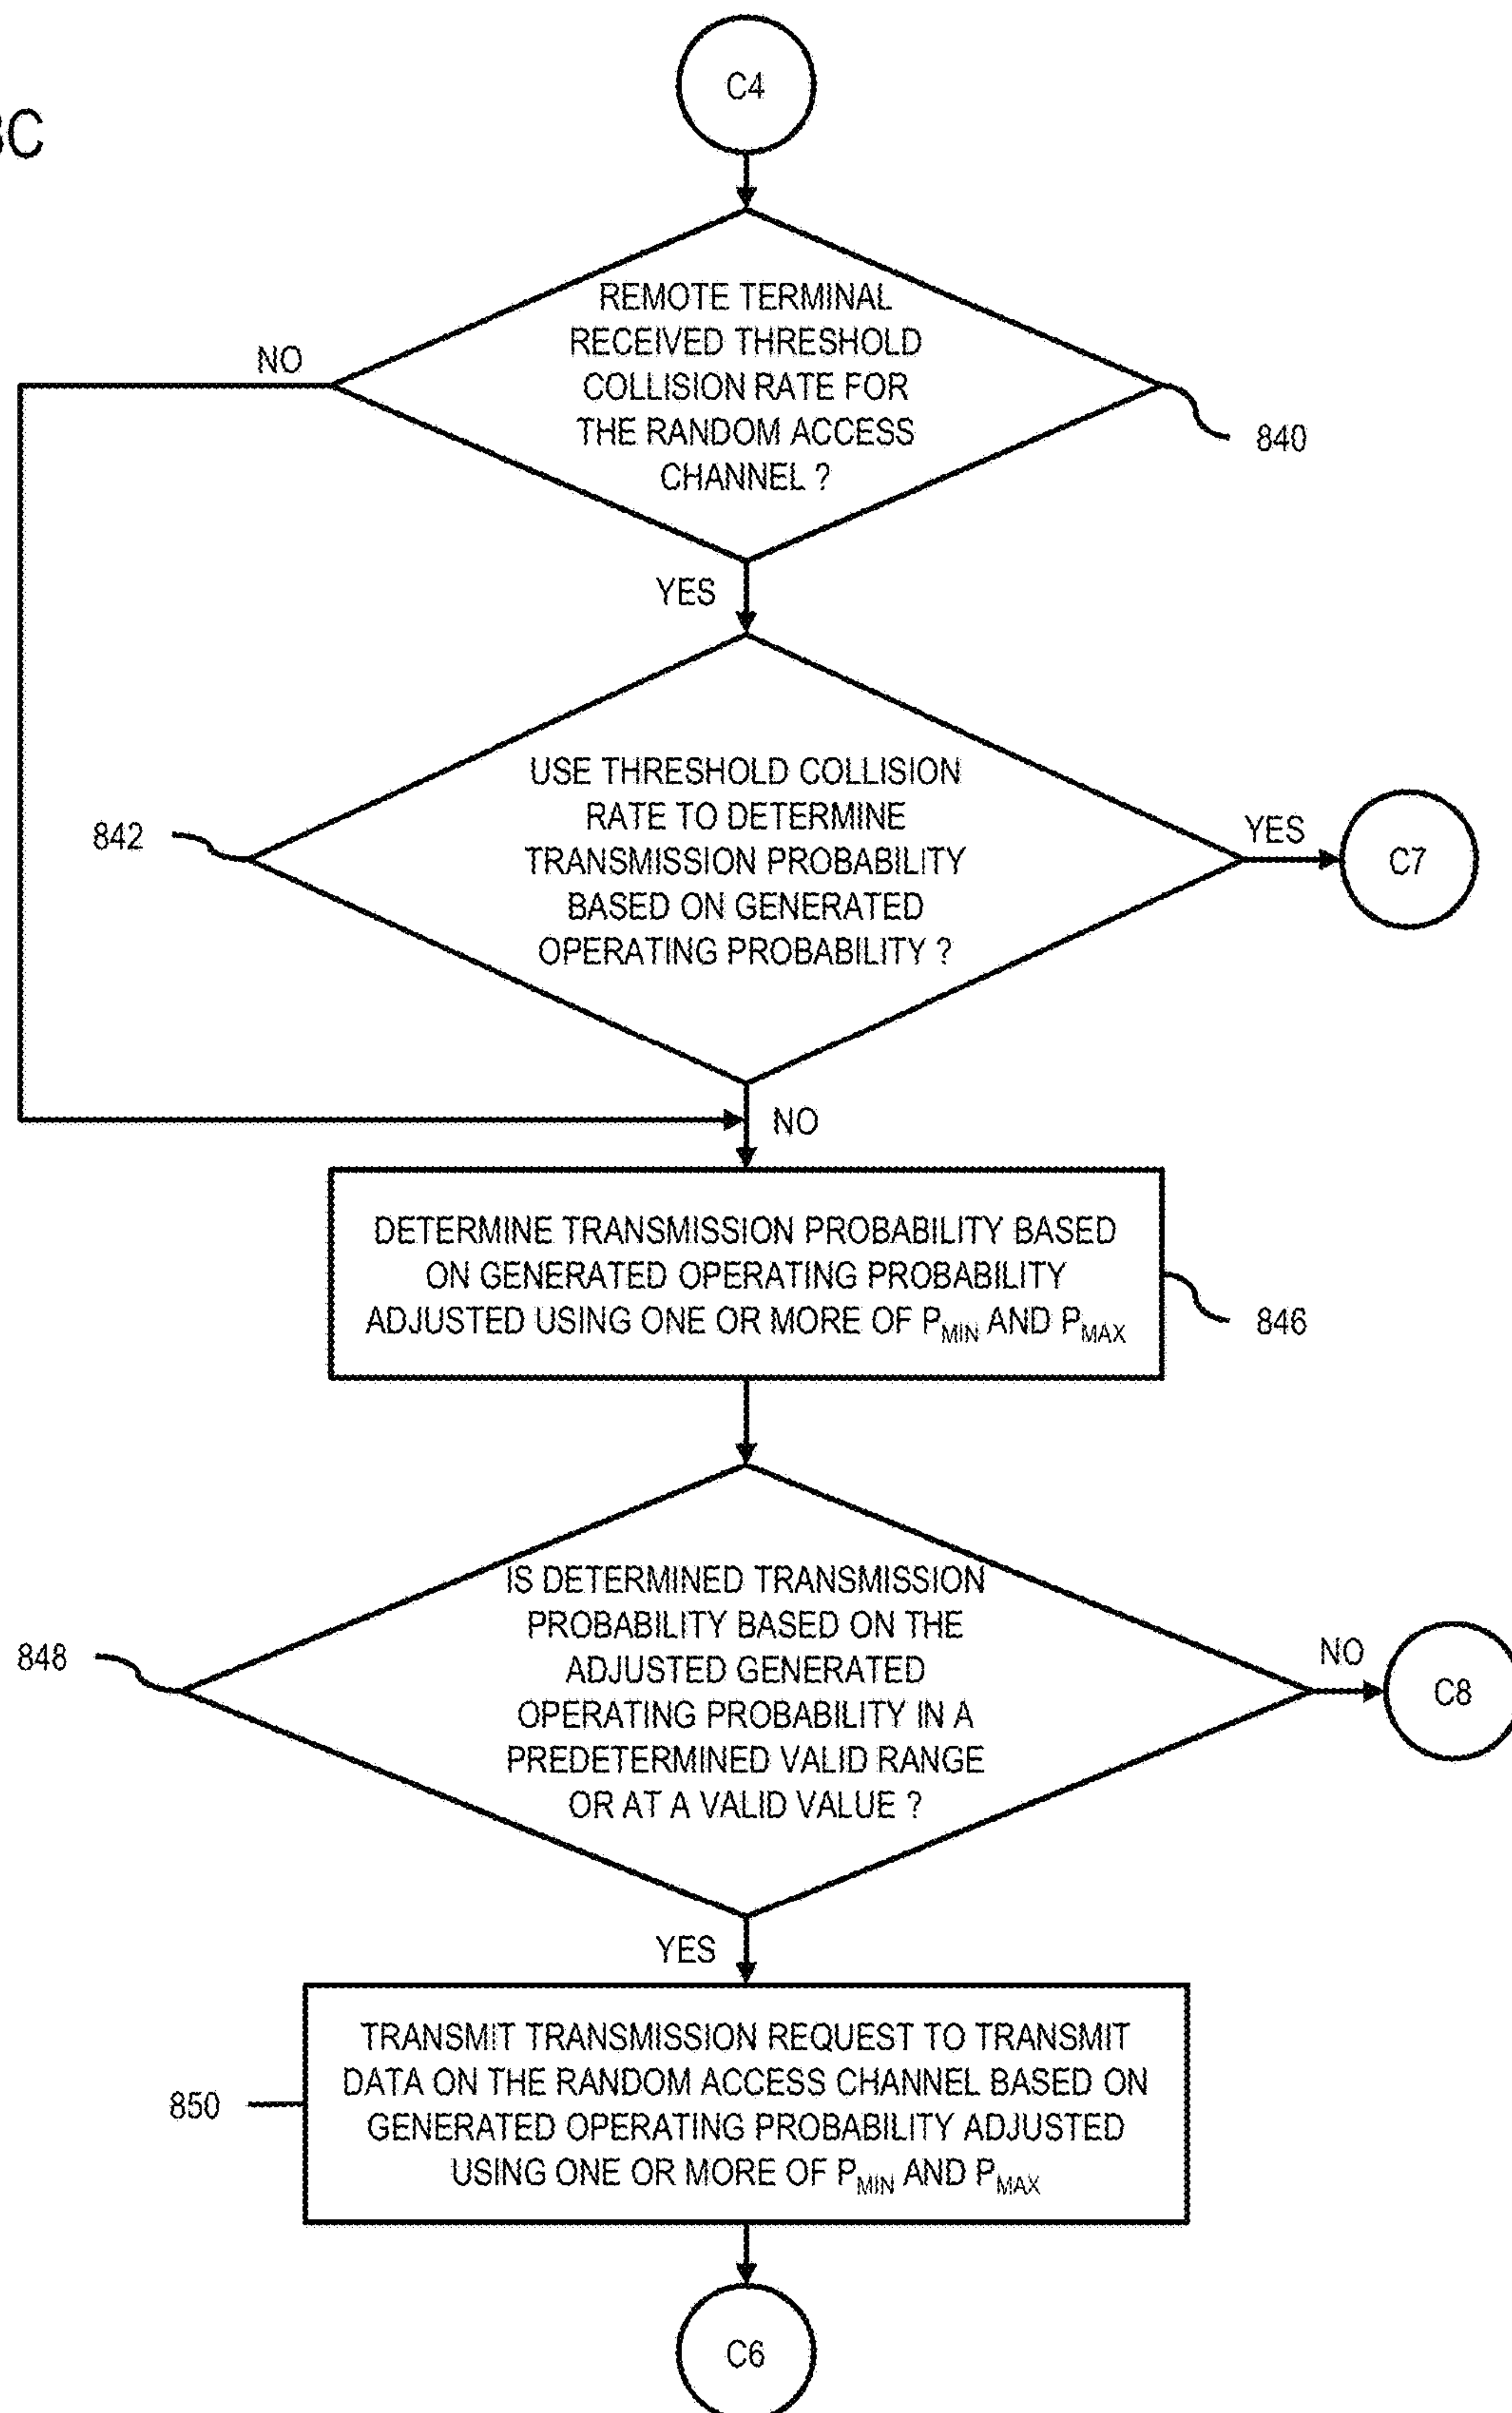 C4
8C
REMOTE TERMINAL
RECEIVED THRESHOLD
COLLISION RATE FOR
THE RANDOM ACCESS
CHANNEL ?
NO
840
YES
USE THRESHOLD COLLISION
RATE TO DETERMINE
TRANSMISSION PROBABILITY
BASED ON GENERATED
OPERATING PROBABILITY ?
842
YES
C7
NO
DETERMINE TRANSMISSION PROBABILITY BASED
ON GENERATED OPERATING PROBABILITY
ADJUSTED USING ONE OR MORE OF PMIN AND PMAX
846
IS DETERMINED TRANSMISSION
PROBABILITY BASED ON THE
ADJUSTED GENERATED
OPERATING PROBABILITY IN A
PREDETERMINED VALID RANGE
OR AT A VALID VALUE ?
848
NO
C8
YES
TRANSMIT TRANSMISSION REQUEST TO TRANSMIT
DATA ON THE RANDOM ACCESS CHANNEL BASED ON
GENERATED OPERATING PROBABILITY ADJUSTED
USING ONE OR MORE OF PMIN AND PMAX
850
C6